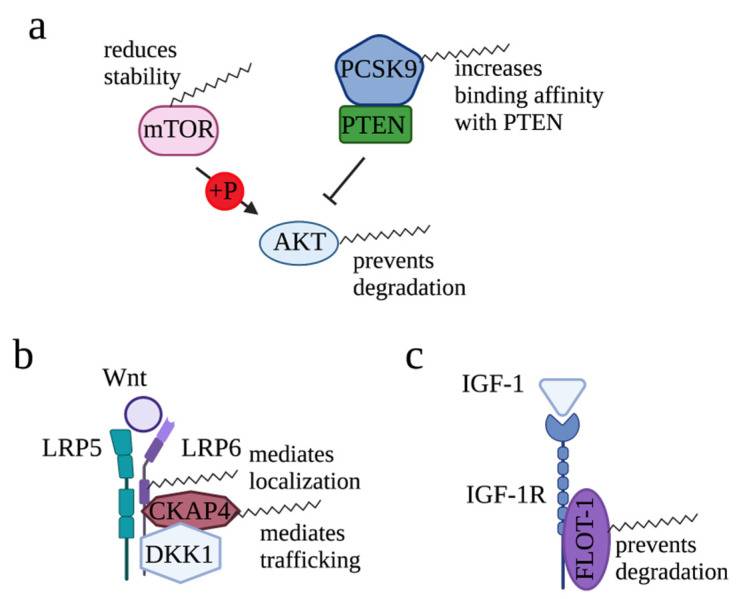 a
reduces
stability
mTOR
+P
PCSK9
PTEN
increases
binding affinity
with PTEN
AKT
prevents
degradation
b
Wnt
LRP5
LRP6
mediates
localization
CKAP4
DKK1
mediates
trafficking
c
IGF-1
IGF-1R
FLOT-1
prevents
degradation